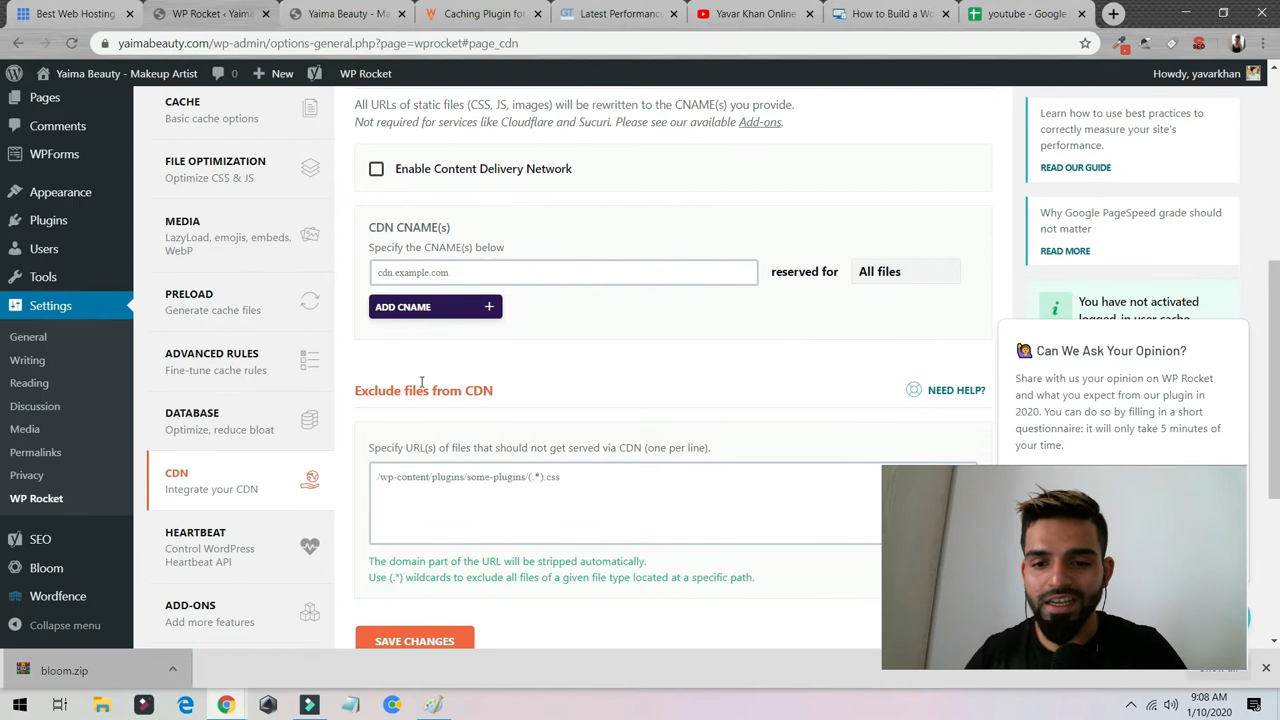 Web Hosting
WP Rocket ‹
Yaima Beauty - Ma
Caching Plugin for
GT
Latest Performance
Yavar Khan Online
How to Build a W
youtube - Google
yaimabeauty.com/wp-admin/options-general.php?page=wprocket#page_cdn
Yaima Beauty - Makeup Artist
0
New
WP Rocket
Howdy, yavarkhan
Pages
Comments
WPForms
Appearance
Plugins
Users
Tools
Settings
General
Writing
Reading
Discussion
Media
Permalinks
Privacy
WP Rocket
SEO
Bloom
Wordfence
Collapse menu
CACHE
Basic cache options
FILE OPTIMIZATION
Optimize CSS & JS
MEDIA
LazyLoad, emojis, embeds,
WebP
PRELOAD
Generate cache files
ADVANCED RULES
Fine-tune cache rules
DATABASE
Optimize, reduce bloat
CDN
Integrate your CDN
HEARTBEAT
Control WordPress
Heartbeat API
ADD-ONS
Add more features
All URLs of static files (CSS, JS, images) will be rewritten to the CNAME(s) you provide.
Not required for services like Cloudflare and Sucuri. Please see our available Add-ons.
Enable Content Delivery Network
CDN CNAME(s)
Specify the CNAME(s) below
cdn.example.com
reserved for
All files
ADD CNAME +
Exclude files from CDN
NEED HELP?
Specify URL(s) of files that should not get served via CDN (one per line).
/wp-content/plugins/some-plugins/(.*).css
The domain part of the URL will be stripped automatically.
Use (.*) wildcards to exclude all files of a given file type located at a specific path.
SAVE CHANGES
Learn how to use best practices to
correctly measure your site's
performance.
READ OUR GUIDE
Why Google PageSpeed grade should
not matter
READ MORE
You have not activated
logged-in user cache
Can We Ask Your Opinion?
Share with us your opinion on WP Rocket
and what you expect from our plugin in
2020. You can do so by filling in a short
questionnaire: it will only take 5 minutes of
your time.
bloom.zip
9:08 AM
1/10/2020